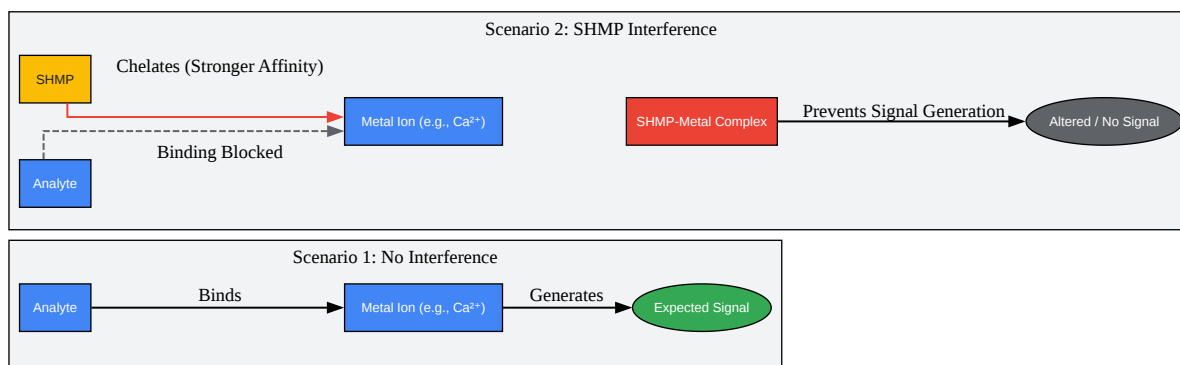 Scenario 2: SHMP Interference
SHMP
Chelates (Stronger Affinity)
Metal Ion (e.g., Ca²⁺)
SHMP-Metal Complex
Prevents Signal Generation
Altered / No Signal
Binding Blocked
Analyte
Scenario 1: No Interference
Analyte
Binds
Metal Ion (e.g., Ca²⁺)
Generates
Expected Signal